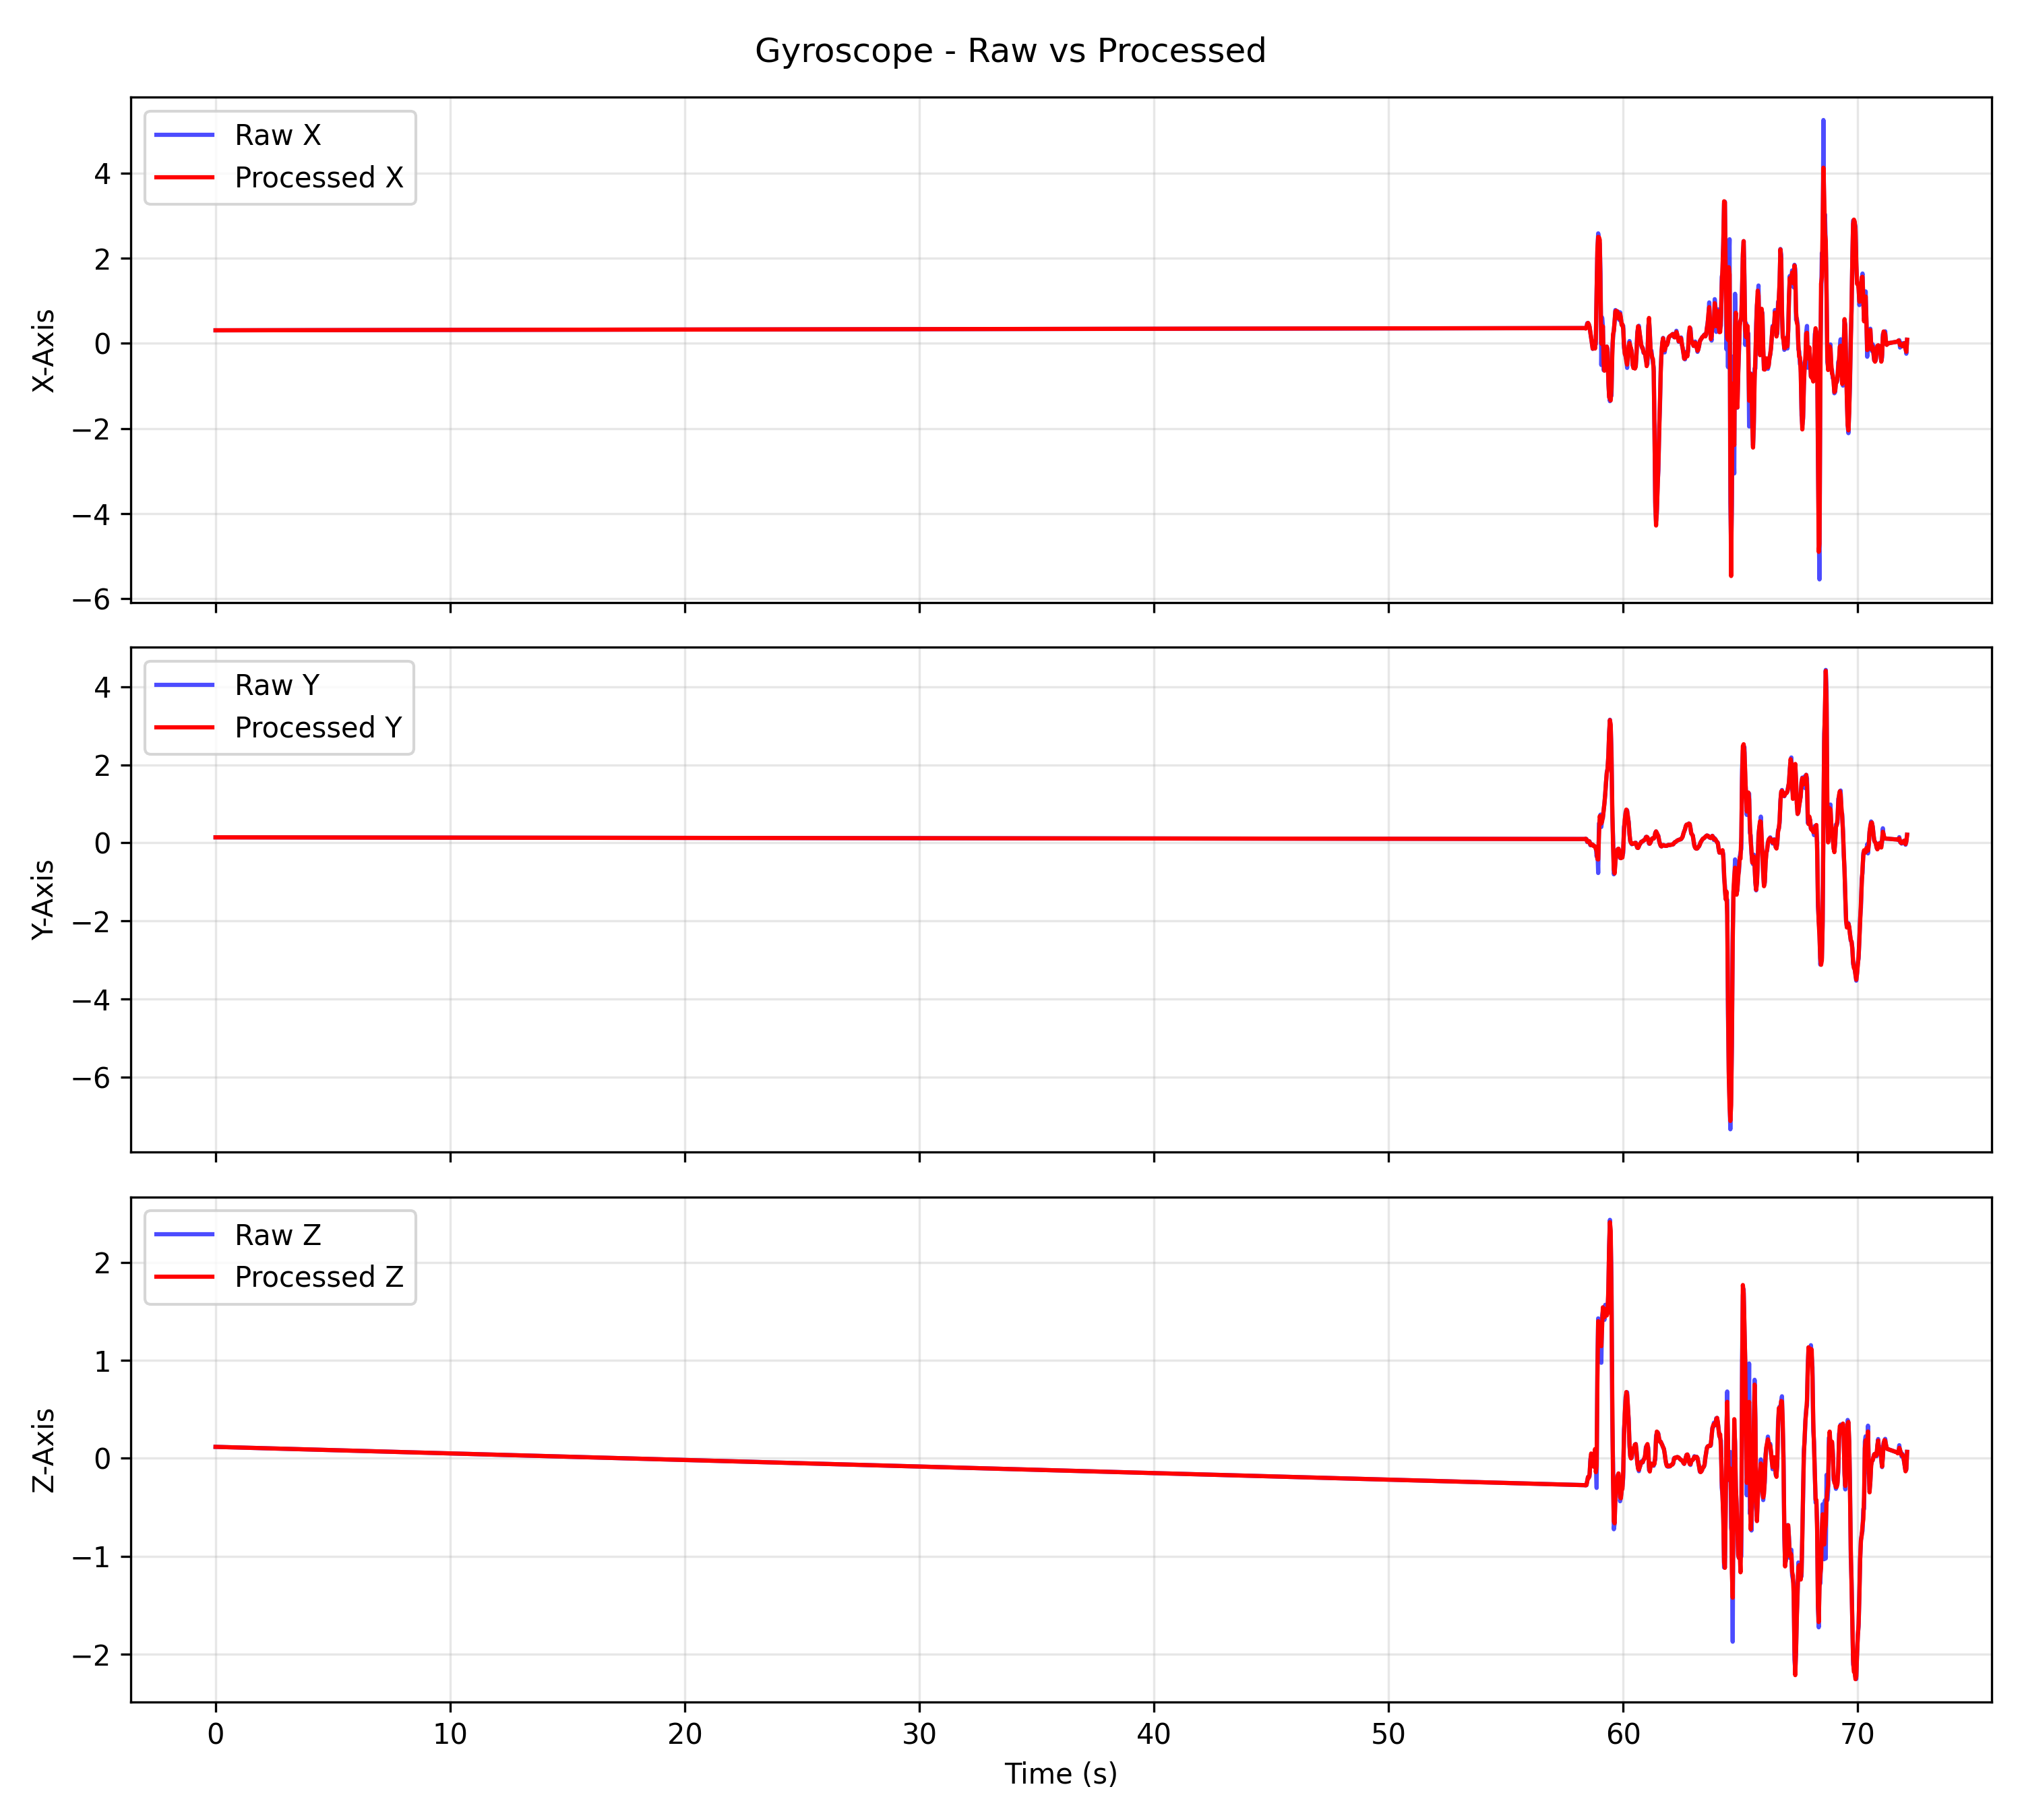 Gyroscope - Raw vs Processed
Raw X
Processed X
4
2
0
−2
−4
−6
X-Axis
Raw Y
Processed Y
4
2
0
−2
−4
−6
Y-Axis
Raw Z
Processed Z
2
1
0
−1
−2
Z-Axis
0 10 20 30 40 50 60 70
Time (s)